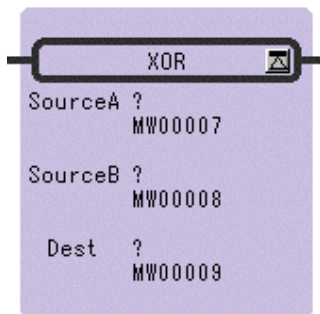 XOR
SourceA ?
MW00007
SourceB ?
MW00008
Dest ?
MW00009